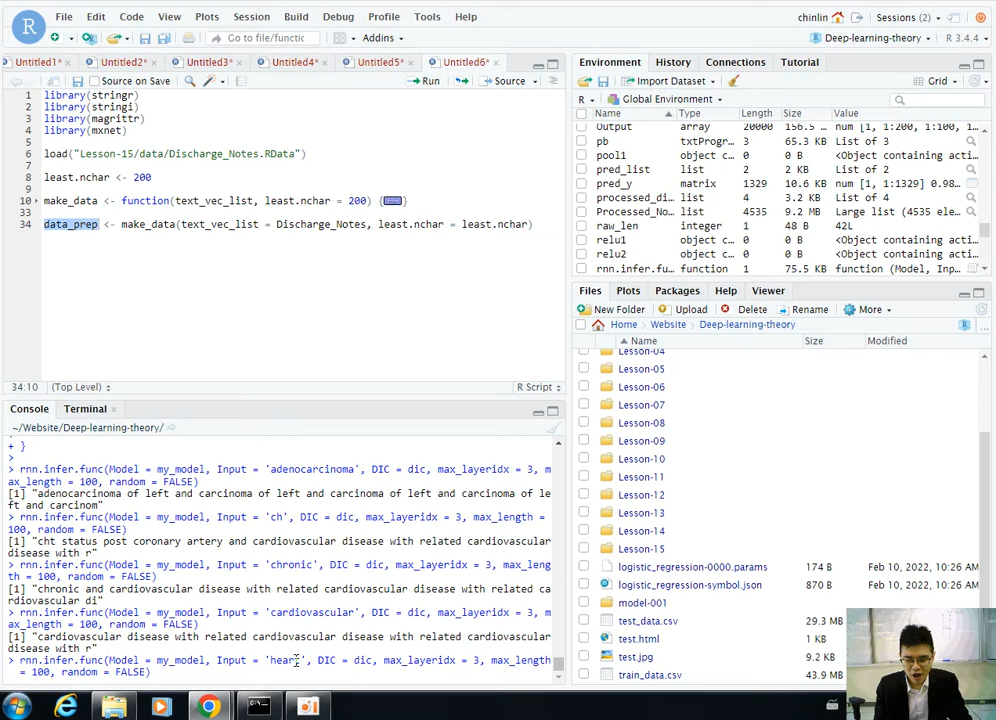 File Edit Code View Plots Session Build Debug Profile Tools Help
chinlin Sessions (2)
Go to file/functic Addins
Deep-learning-theory R 3.4.4
Untitled1* Untitled2* Untitled3* Untitled4* Untitled5* Untitled6*
Source on Save Run Source
1 library(stringr)
2 library(stringi)
3 library(magrittr)
4 library(mxnet)
5
6 load("Lesson-15/data/Discharge_Notes.RData")
7
8 least.nchar <- 200
9
10 make_data <- function(text_vec_list, least.nchar = 200) {
}
33
34 data_prep <- make_data(text_vec_list = Discharge_Notes, least.nchar = least.nchar)
34:10 (Top Level) R Script
Console Terminal
~/Website/Deep-learning-theory/
+ }
>
> rnn.infer.func(Model = my_model, Input = 'adenocarcinoma', DIC = dic, max_layeridx = 3, m
ax_length = 100, random = FALSE)
[1] "adenocarcinoma of left and carcinoma of left and carcinoma of left and carcinoma of le
ft and carcinom"
> rnn.infer.func(Model = my_model, Input = 'ch', DIC = dic, max_layeridx = 3, max_length =
100, random = FALSE)
[1] "cht status post coronary artery and cardiovascular disease with related cardiovascular
disease with r"
> rnn.infer.func(Model = my_model, Input = 'chronic', DIC = dic, max_layeridx = 3, max_leng
th = 100, random = FALSE)
[1] "chronic and cardiovascular disease with related cardiovascular disease with related ca
rdiovascular di"
> rnn.infer.func(Model = my_model, Input = 'cardiovascular', DIC = dic, max_layeridx = 3, m
ax_length = 100, random = FALSE)
[1] "cardiovascular disease with related cardiovascular disease with related cardiovascular
disease with r"
> rnn.infer.func(Model = my_model, Input = 'hear', DIC = dic, max_layeridx = 3, max_length
= 100, random = FALSE)
Environment History Connections Tutorial
Import Dataset Grid
R Global Environment
Name Type Length Size Value
Output array 20000 156.5 … num [1, 1:200, 1:100, 1…
pb txtProgr… 3 65.3 KB List of 3
pool1 object c… 0 0 B <Object containing acti…
pred_list list 2 2 KB List of 2
pred_y matrix 1329 10.6 KB num [1, 1:1329] 0.98…
processed_di… list 4 3.2 KB List of 4
Processed_No… list 4535 9.2 MB Large list (4535 elem…
raw_len integer 1 48 B 42L
relu1 object c… 0 0 B <Object containing acti…
relu2 object c… 0 0 B <Object containing acti…
rnn.infer.fu… function 1 75.5 KB function (Model, Inp…
Files Plots Packages Help Viewer
New Folder Upload Delete Rename More
Home Website Deep-learning-theory
Name Size Modified
Lesson-04
Lesson-05
Lesson-06
Lesson-07
Lesson-08
Lesson-09
Lesson-10
Lesson-11
Lesson-12
Lesson-13
Lesson-14
Lesson-15
logistic_regression-0000.params 174 B Feb 10, 2022, 10:26 AM
logistic_regression-symbol.json 870 B Feb 10, 2022, 10:26 AM
model-001
test_data.csv 29.3 MB
test.html 1 KB
test.jpg 9.2 KB
train_data.csv 43.9 MB